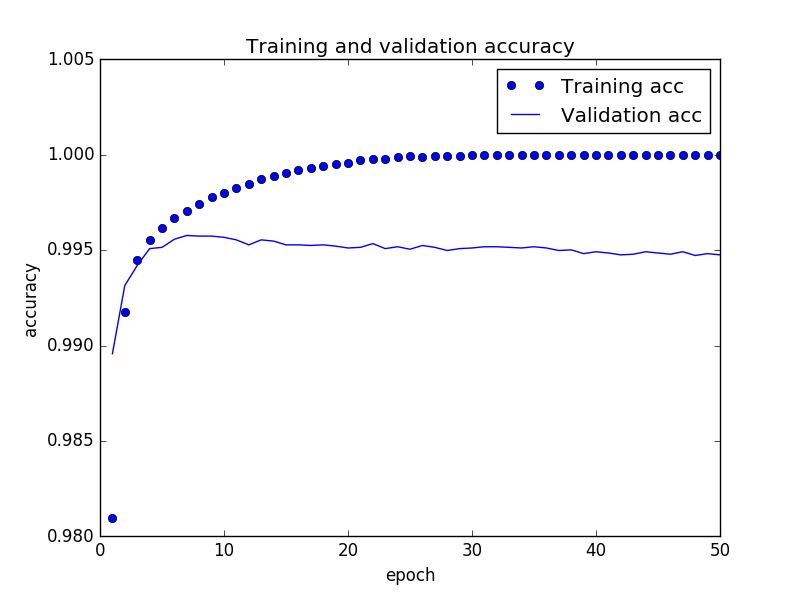 Training and validation accuracy
1.005
1.000
0.995
0.990
0.985
0.980
accuracy
Training acc
Validation acc
0 10 20 30 40 50
epoch